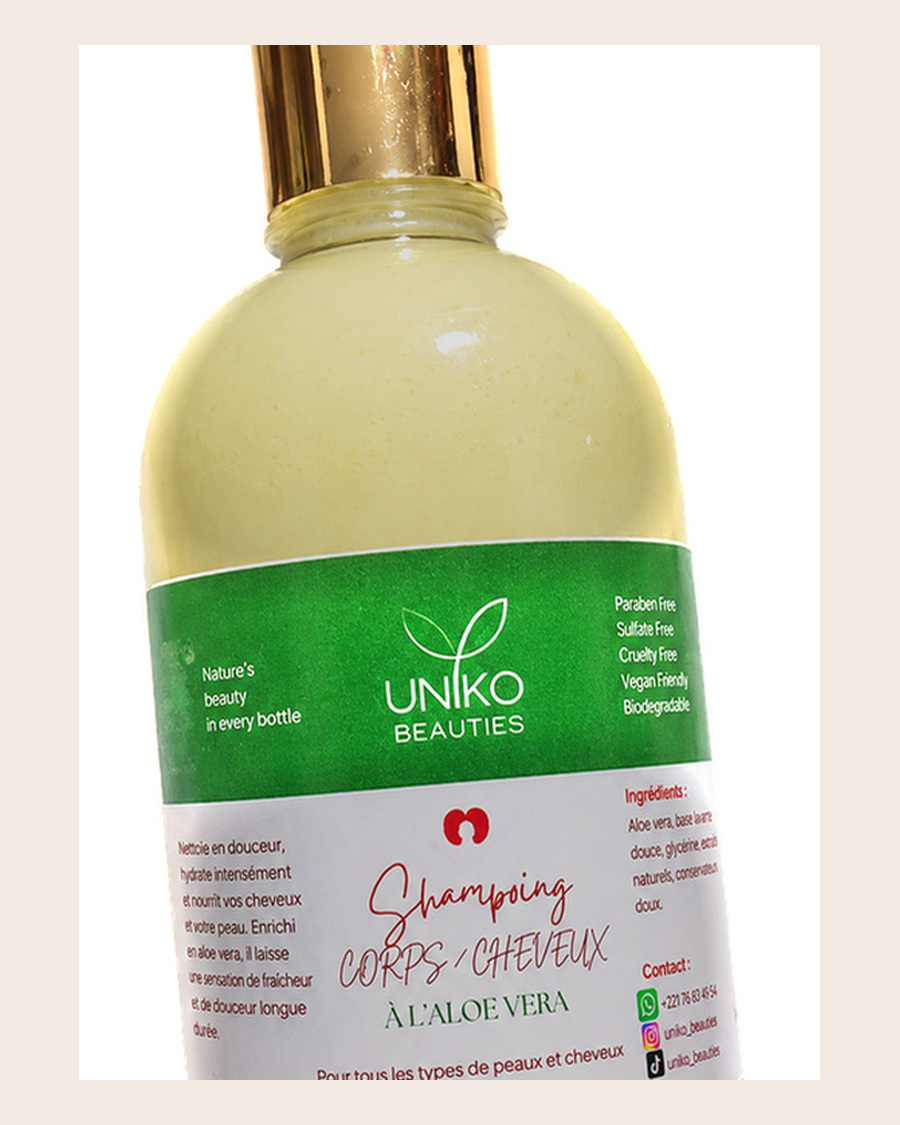 Nature's
beauty
in every bottle
UNIKO
BEAUTIES
Paraben Free
Sulfate Free
Cruelty Free
Vegan Friendly
Biodegradable
Nettoie en douceur,
hydrate intensément
et nourrit vos cheveux
et votre peau. Enrichi
en aloe vera, il laisse
une sensation de fraîcheur
et de douceur longue
durée.
Shampoing
CORPS / CHEVEUX
À L'ALOE VERA
Pour tous les types de peaux et cheveux
Ingrédients :
Aloe vera, base lavante
douce, glycérine, extraits
naturels, conservateurs
doux.
Contact :
+221 76 83 49 54
uniko_beauties
uniko_beauties